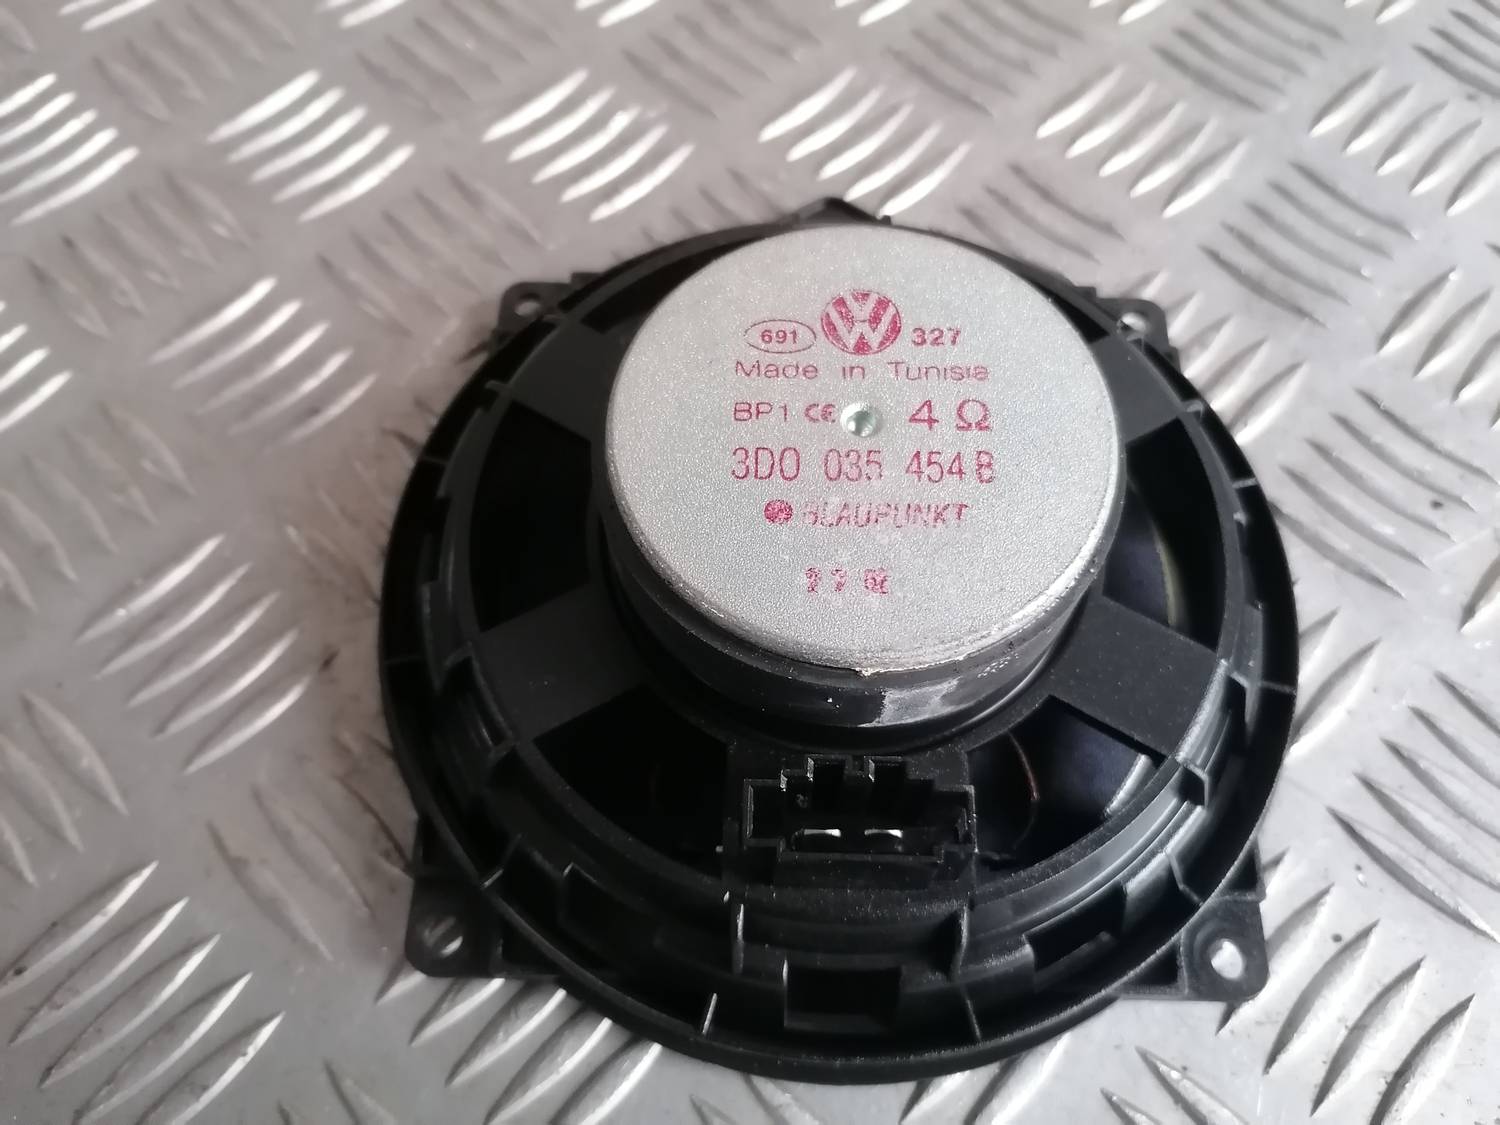 691 VW 327
Made in Tunisia
BP1 CE 4 Ω
3D0 035 454 B
BLAUPUNKT